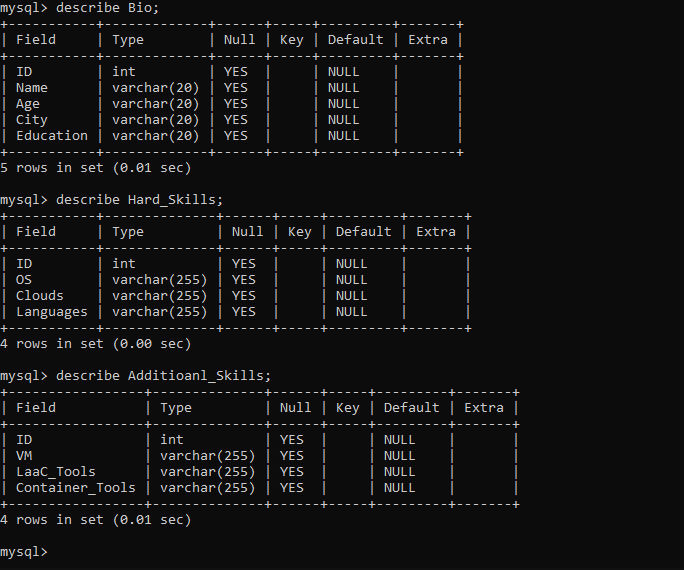 mysql> describe Bio;
+-----------+-------------+------+-----+---------+-------+
| Field     | Type        | Null | Key | Default | Extra |
+-----------+-------------+------+-----+---------+-------+
| ID        | int         | YES  |     | NULL    |       |
| Name      | varchar(20) | YES  |     | NULL    |       |
| Age       | varchar(20) | YES  |     | NULL    |       |
| City      | varchar(20) | YES  |     | NULL    |       |
| Education | varchar(20) | YES  |     | NULL    |       |
+-----------+-------------+------+-----+---------+-------+
5 rows in set (0.01 sec)

mysql> describe Hard_Skills;
+-----------+--------------+------+-----+---------+-------+
| Field     | Type         | Null | Key | Default | Extra |
+-----------+--------------+------+-----+---------+-------+
| ID        | int          | YES  |     | NULL    |       |
| OS        | varchar(255) | YES  |     | NULL    |       |
| Clouds    | varchar(255) | YES  |     | NULL    |       |
| Languages | varchar(255) | YES  |     | NULL    |       |
+-----------+--------------+------+-----+---------+-------+
4 rows in set (0.00 sec)

mysql> describe Additioanl_Skills;
+-----------------+--------------+------+-----+---------+-------+
| Field           | Type         | Null | Key | Default | Extra |
+-----------------+--------------+------+-----+---------+-------+
| ID              | int          | YES  |     | NULL    |       |
| VM              | varchar(255) | YES  |     | NULL    |       |
| LaaC_Tools      | varchar(255) | YES  |     | NULL    |       |
| Container_Tools | varchar(255) | YES  |     | NULL    |       |
+-----------------+--------------+------+-----+---------+-------+
4 rows in set (0.01 sec)

mysql>